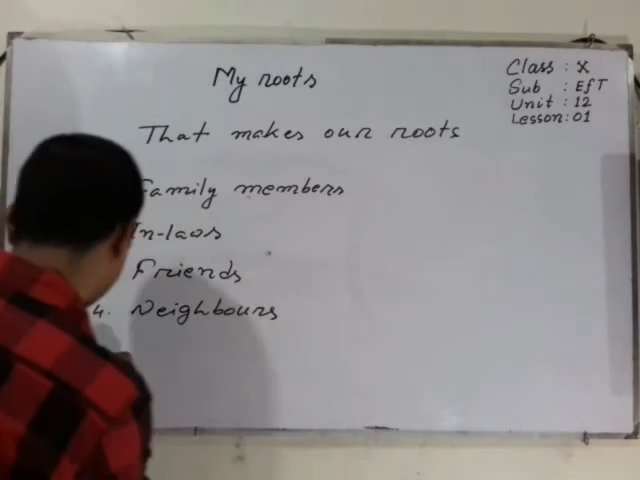 My roots
Class : X
Sub : EfT
Unit : 12
Lesson: 01
That makes our roots
Family members
In-laws
Friends
4. Neighbours